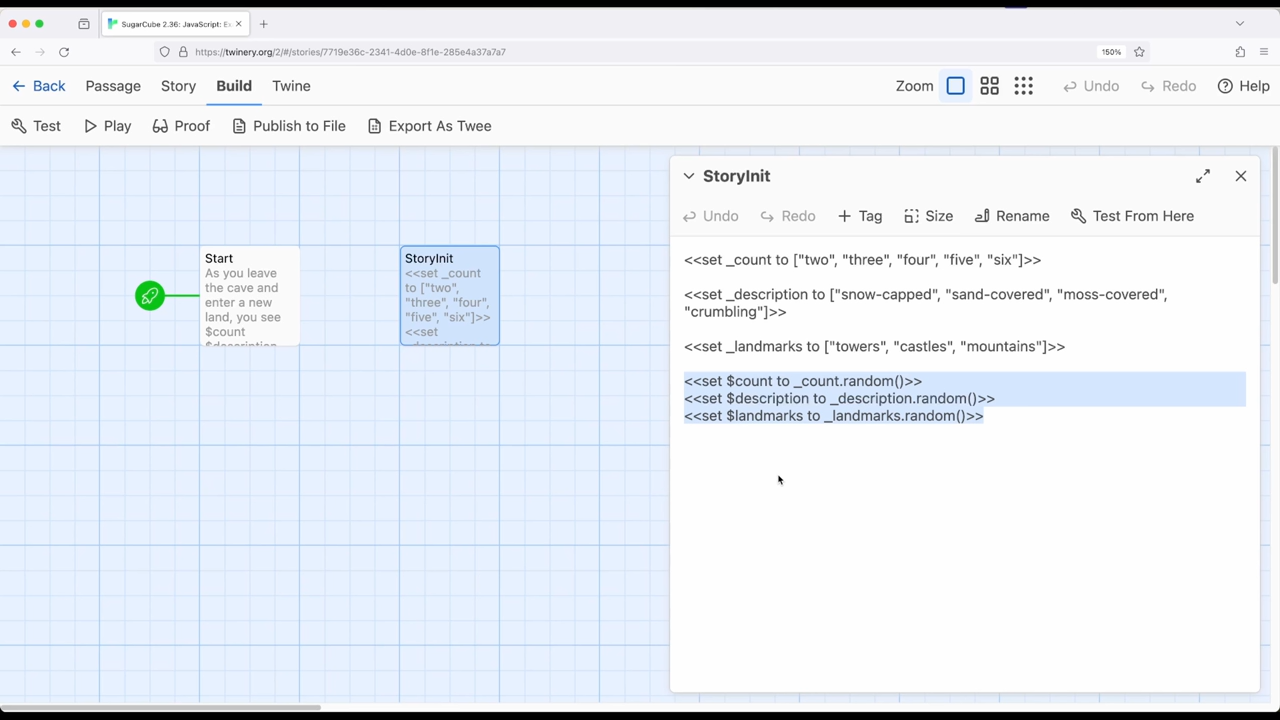 SugarCube 2.36: JavaScript: E
https://twinery.org/2/#/stories/7719e36c-2341-4d0e-8f1e-285e4a37a7a7
150%
Back Passage Story Build Twine Zoom Undo Redo Help
Test Play Proof Publish to File Export As Twee
Start
As you leave
the cave and
enter a new
land, you see
$count
$description
StoryInit
<<set _count
to ["two",
"three", "four",
"five", "six"]>>
<<set
_description to
StoryInit
Undo Redo Tag Size Rename Test From Here
<<set _count to ["two", "three", "four", "five", "six"]>>
<<set _description to ["snow-capped", "sand-covered", "moss-covered",
"crumbling"]>>
<<set _landmarks to ["towers", "castles", "mountains"]>>
<<set $count to _count.random()>>
<<set $description to _description.random()>>
<<set $landmarks to _landmarks.random()>>